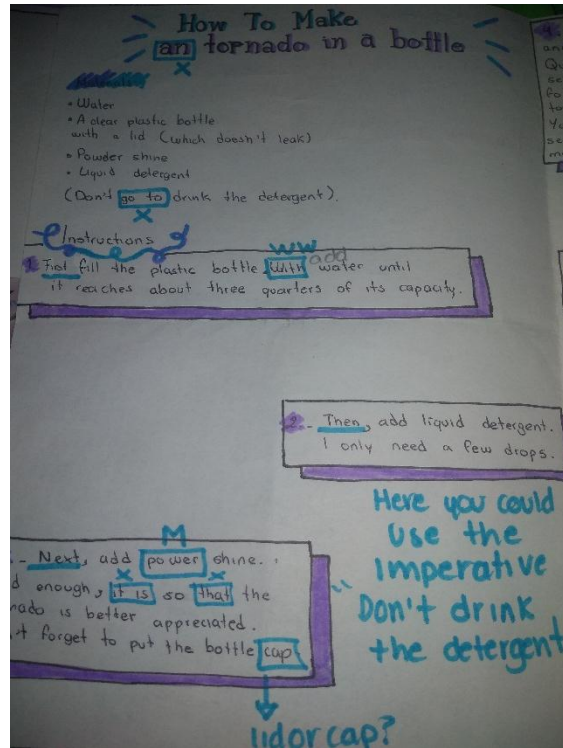 How To Make
an tornado in a bottle
X
• Water
• A clear plastic bottle
with a lid (which doesn't leak)
• Powder shine
• Liquid detergent
(Don't go to drink the detergent).
X
Instructions
WW add
1. First fill the plastic bottle, with water until
it reaches about three quarters of its capacity.
2.- Then, add liquid detergent.
I only need a few drops.
Here you could
use the
imperative
Don't drink
the detergent
M
- Next, add power shine.
X X
d enough, it is so that the
nado is better appreciated.
't forget to put the bottle cap
lid or cap?